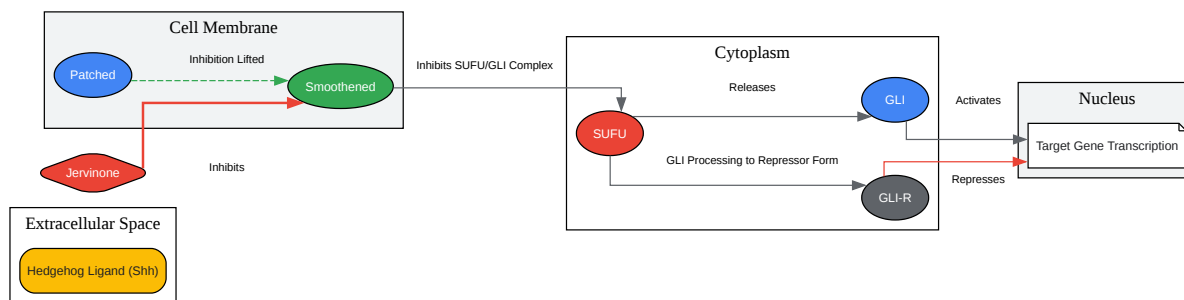 Cell Membrane
Patched
Inhibition Lifted
Smoothened
Inhibits SUFU/GLI Complex
Jervinone
Inhibits
Extracellular Space
Hedgehog Ligand (Shh)
Cytoplasm
Releases
GLI
SUFU
GLI Processing to Repressor Form
GLI-R
Activates
Represses
Nucleus
Target Gene Transcription